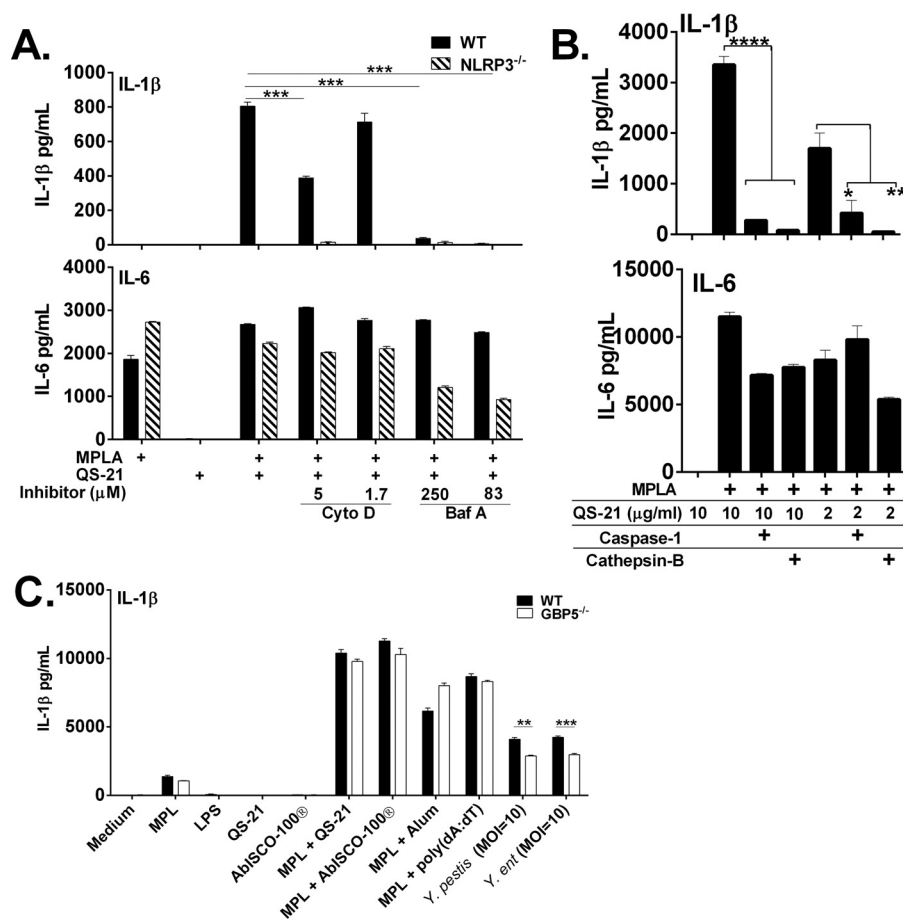 A.
WT
NLRP3-/-
IL-1β
***
***
***
IL-1β pg/mL
1000
800
600
400
200
0
IL-6
IL-6 pg/mL
4000
3000
2000
1000
0
MPLA + + + + + +
QS-21 + + + + + +
Inhibitor (μM) 5 1.7 250 83
Cyto D Baf A
B.
IL-1β
****
*
**
IL-1β pg/mL
4000
3000
2000
1000
0
IL-6
IL-6 pg/mL
15000
10000
5000
0
MPLA + + + + + +
QS-21 (μg/ml) 10 10 10 10 2 2 2
Caspase-1 + +
Cathepsin-B + +
C.
IL-1β
WT
GBP5-/-
IL-1β pg/mL
15000
10000
5000
0
** ***
Medium
MPL
LPS
QS-21
AbISCO-100®
MPL + QS-21
MPL + AbISCO-100®
MPL + Alum
MPL + poly(dA:dT)
Y. pestis (MOI=10)
Y. ent (MOI=10)